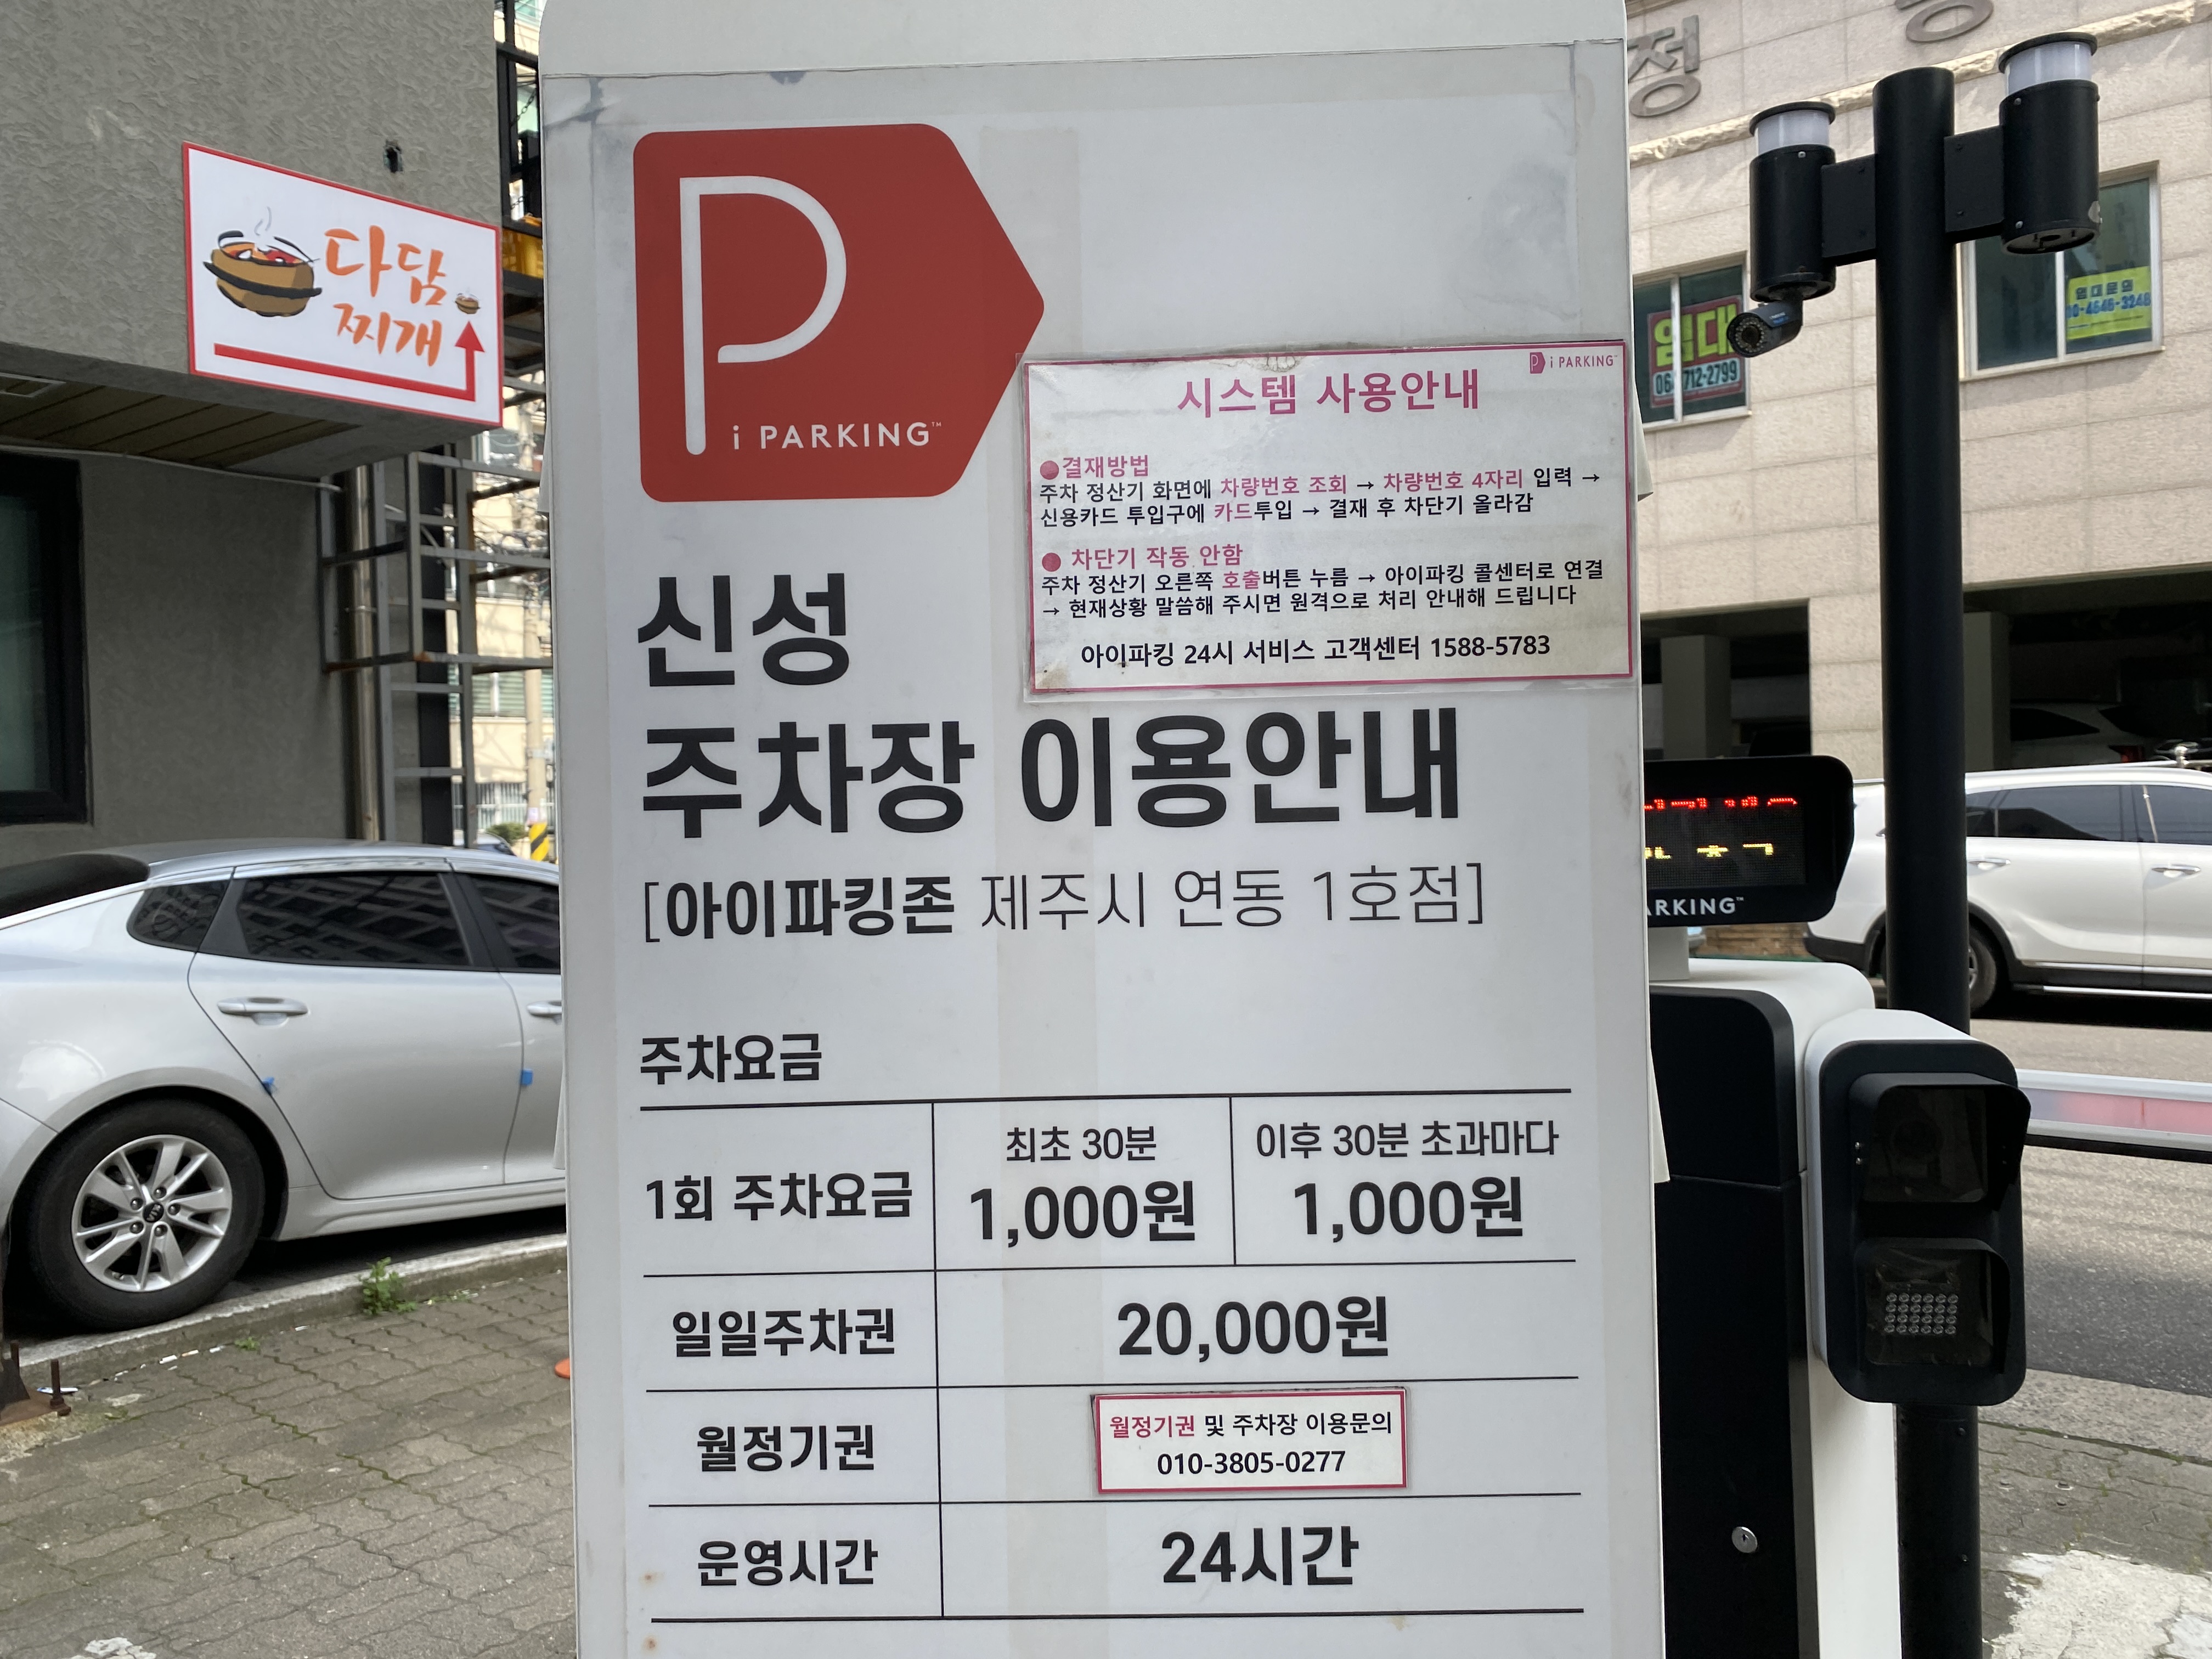 다담
찌개
P
i PARKING™
P i PARKING
시스템 사용안내
●결재방법
주차 정산기 화면에 차량번호 조회 → 차량번호 4자리 입력 →
신용카드 투입구에 카드투입 → 결재 후 차단기 올라감
● 차단기 작동 안함
주차 정산기 오른쪽 호출버튼 누름 → 아이파킹 콜센터로 연결
→ 현재상황 말씀해 주시면 원격으로 처리 안내해 드립니다
아이파킹 24시 서비스 고객센터 1588-5783
신성
주차장 이용안내
[아이파킹존 제주시 연동 1호점]
주차요금
1회 주차요금
최초 30분
1,000원
이후 30분 초과마다
1,000원
일일주차권
20,000원
월정기권
월정기권 및 주차장 이용문의
010-3805-0277
운영시간
24시간
정
임대
임대문의
ARKING™